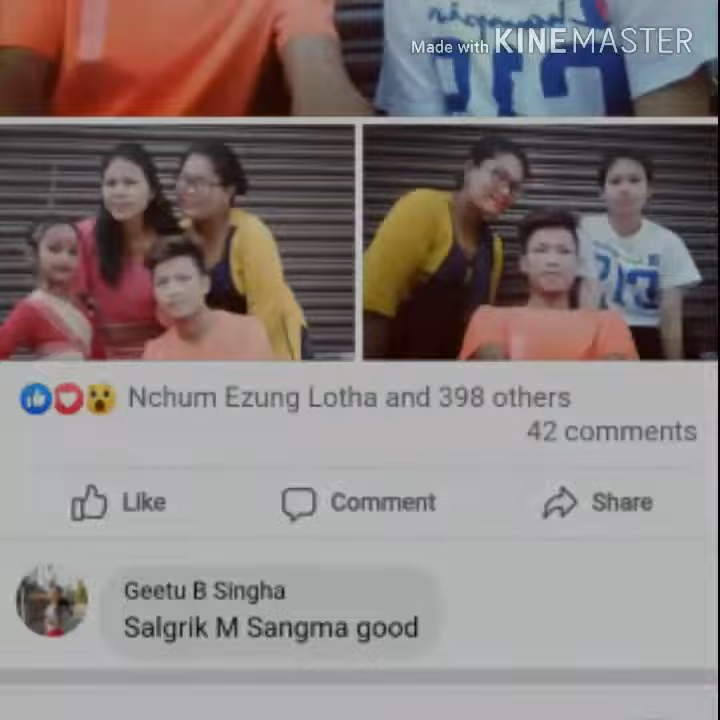 Made with KINEMASTER
Champion
Nchum Ezung Lotha and 398 others
42 comments
Like
Comment
Share
Geetu B Singha
Salgrik M Sangma good